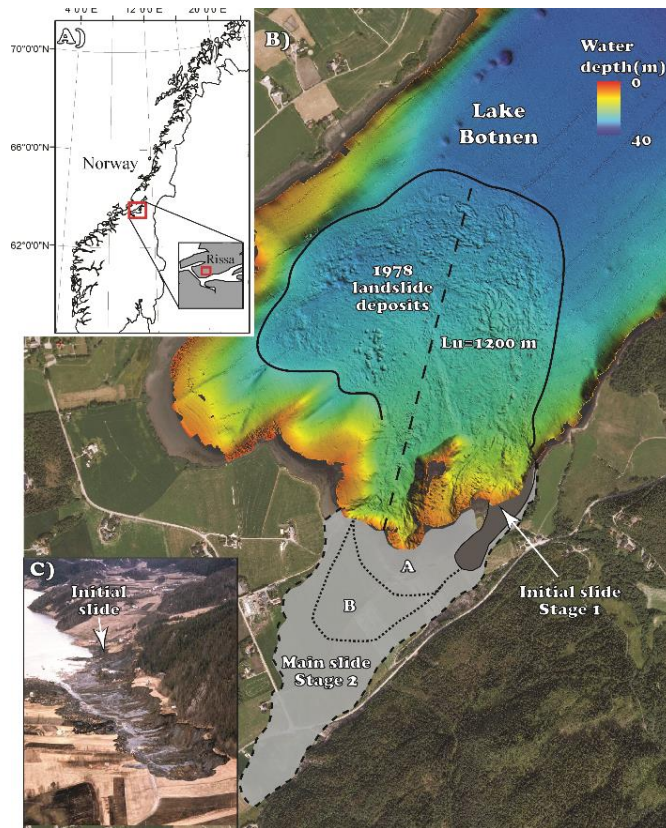 4°0'0"E
12°0'0"E
20°0'0"E
A)
70°0'0"N
66°0'0"N
62°0'0"N
Norway
Rissa
B)
Water
depth(m)
0
40
Lake
Botnen
1978
landslide
deposits
Lu=1200 m
A
B
Initial slide
Stage 1
Main slide
Stage 2
C)
Initial
slide